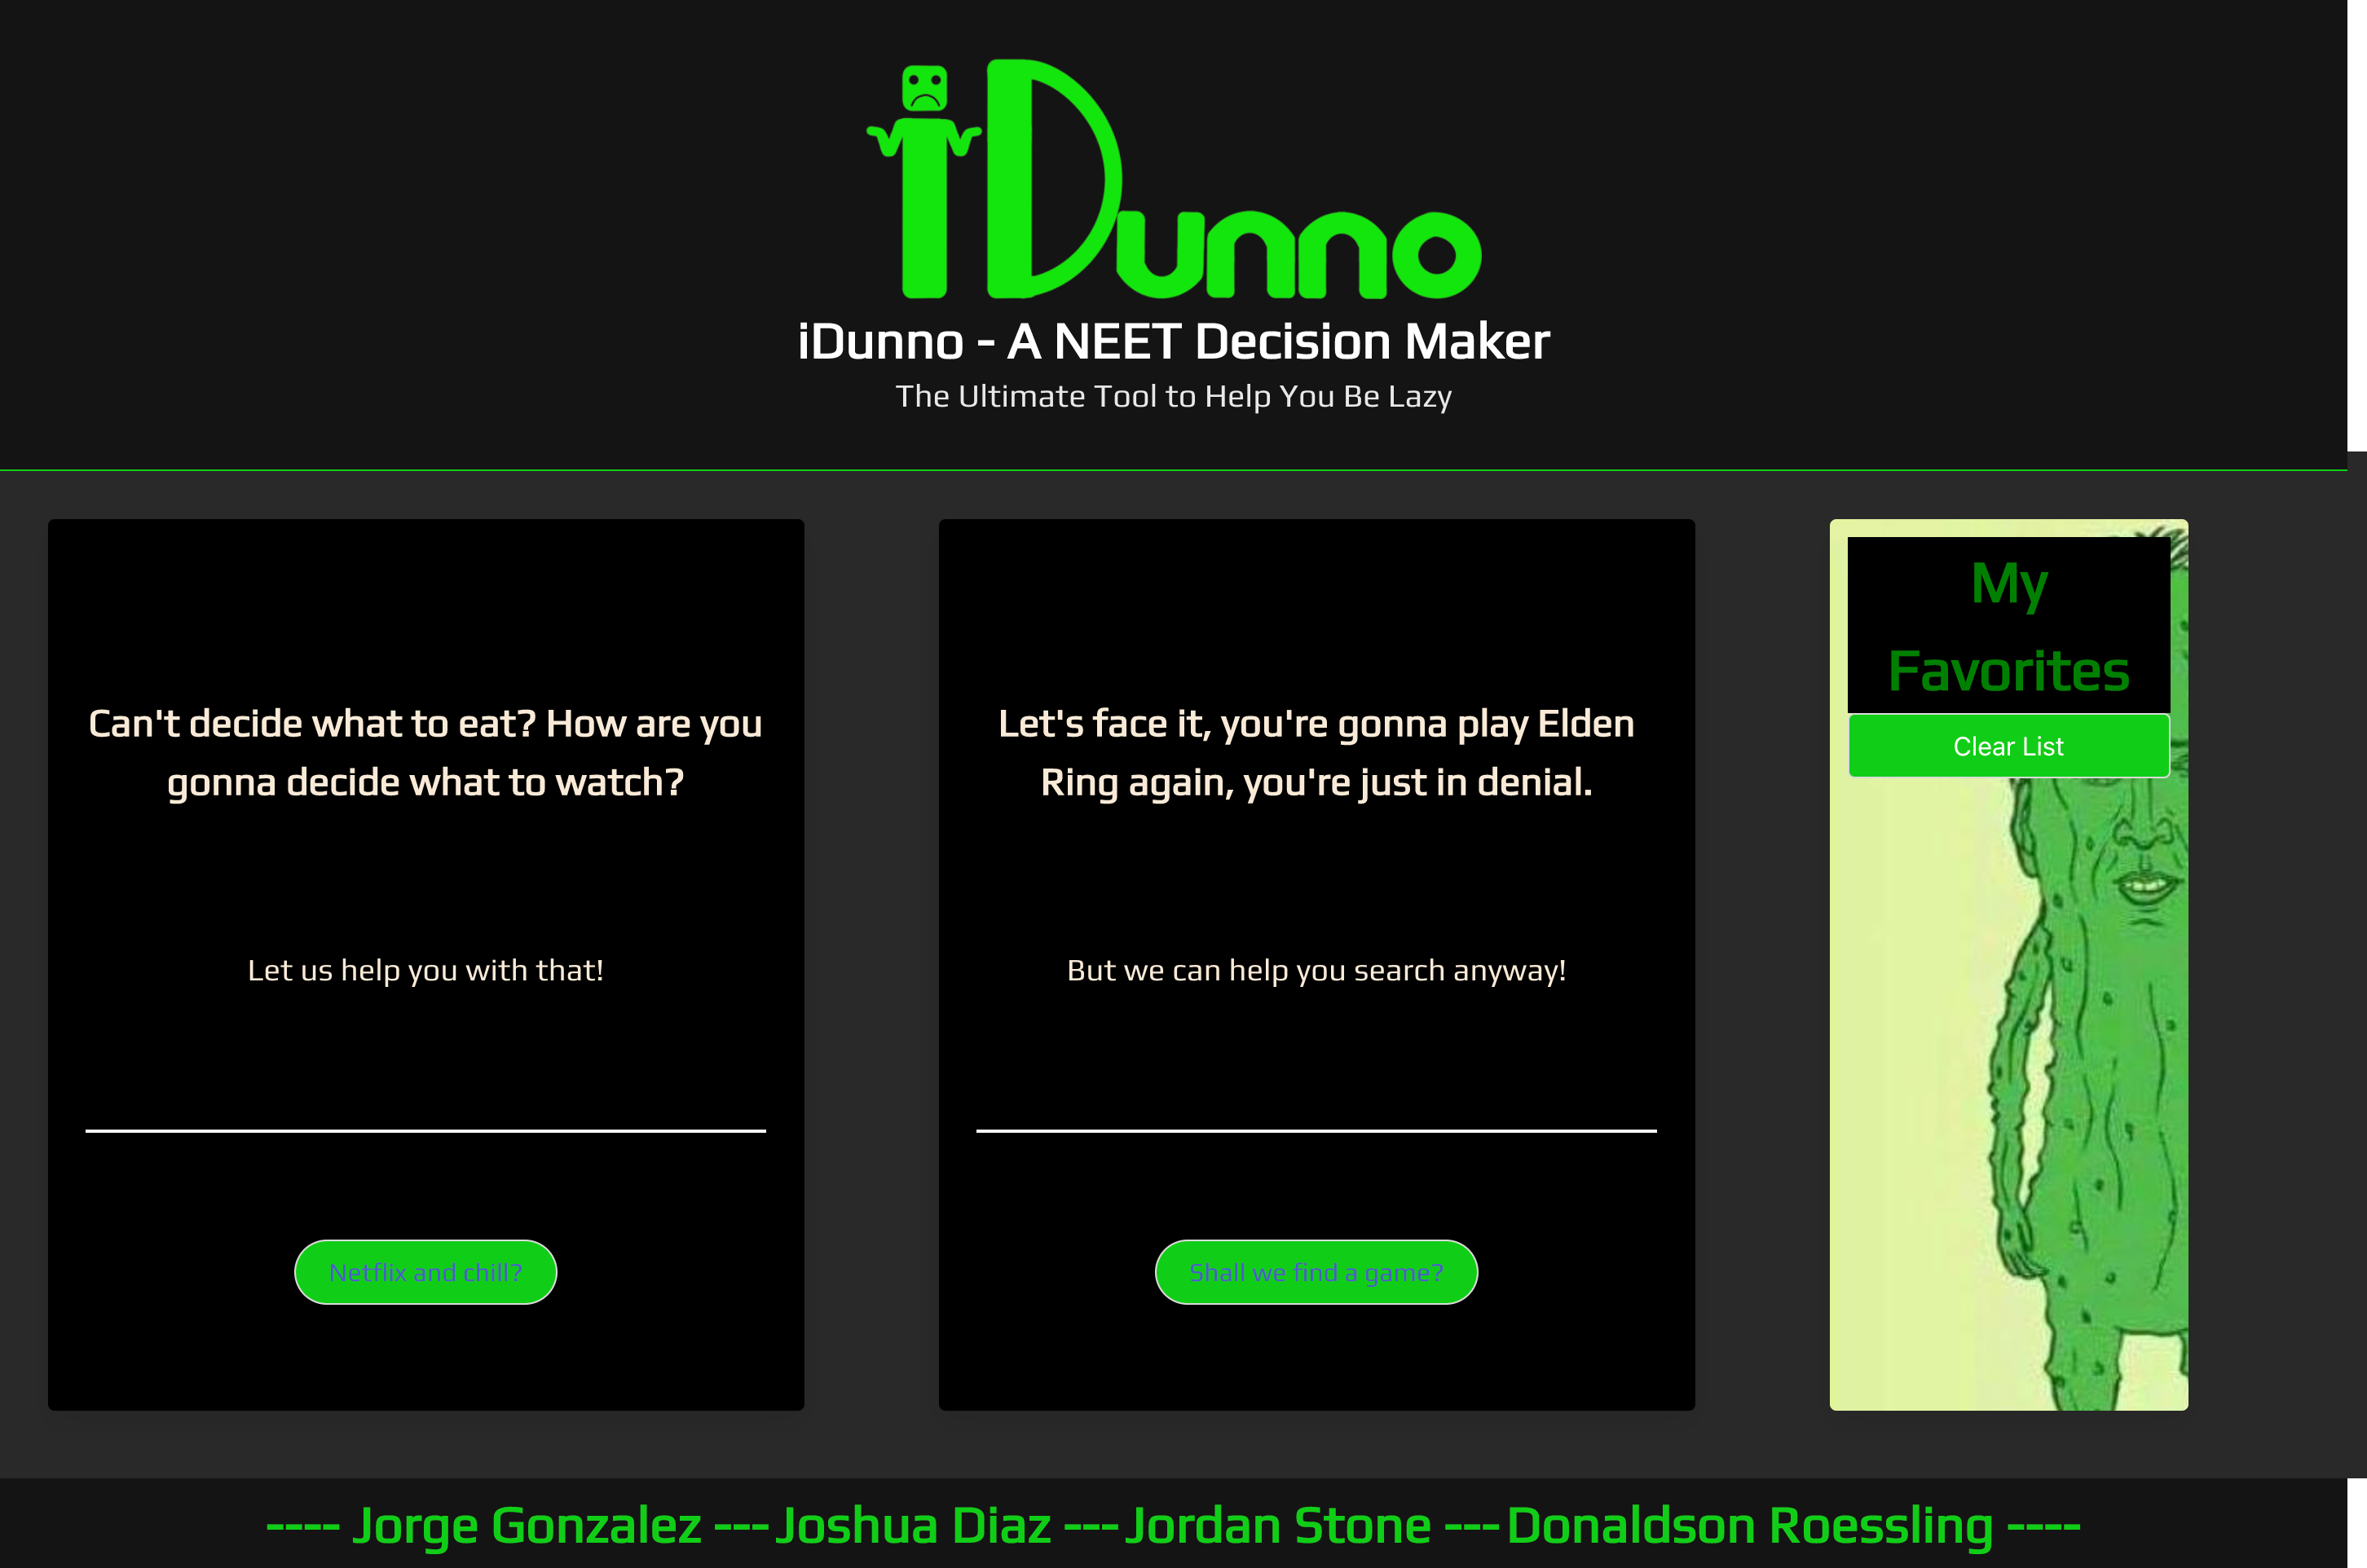 iDunno
iDunno - A NEET Decision Maker
The Ultimate Tool to Help You Be Lazy
Can't decide what to eat? How are you
gonna decide what to watch?
Let us help you with that!
Netflix and chill?
Let's face it, you're gonna play Elden
Ring again, you're just in denial.
But we can help you search anyway!
Shall we find a game?
My
Favorites
Clear List
---- Jorge Gonzalez ---Joshua Diaz ---Jordan Stone ---Donaldson Roessling ----